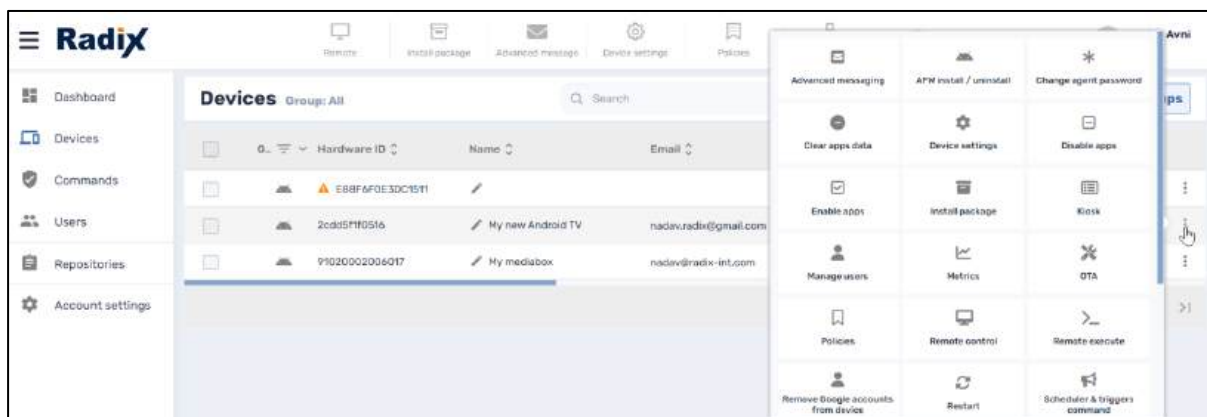 Radix
Remote
Install package
Advanced message
Device settings
Policies
Avni
Dashboard
Devices
Commands
Users
Repositories
Account settings
Devices Group: All
Search
Hardware ID
Name
Email
E88F6F0E3DC1511
2cdd5f1f0516
My new Android TV
nadav.radix@gmail.com
91020002006017
My mediabox
nadav@radix-int.com
Advanced messaging
AFW install / uninstall
Change agent password
Clear apps data
Device settings
Disable apps
Enable apps
Install package
Kiosk
Manage users
Metrics
OTA
Policies
Remote control
Remote execute
Remove Google accounts
from device
Restart
Scheduler & triggers
command